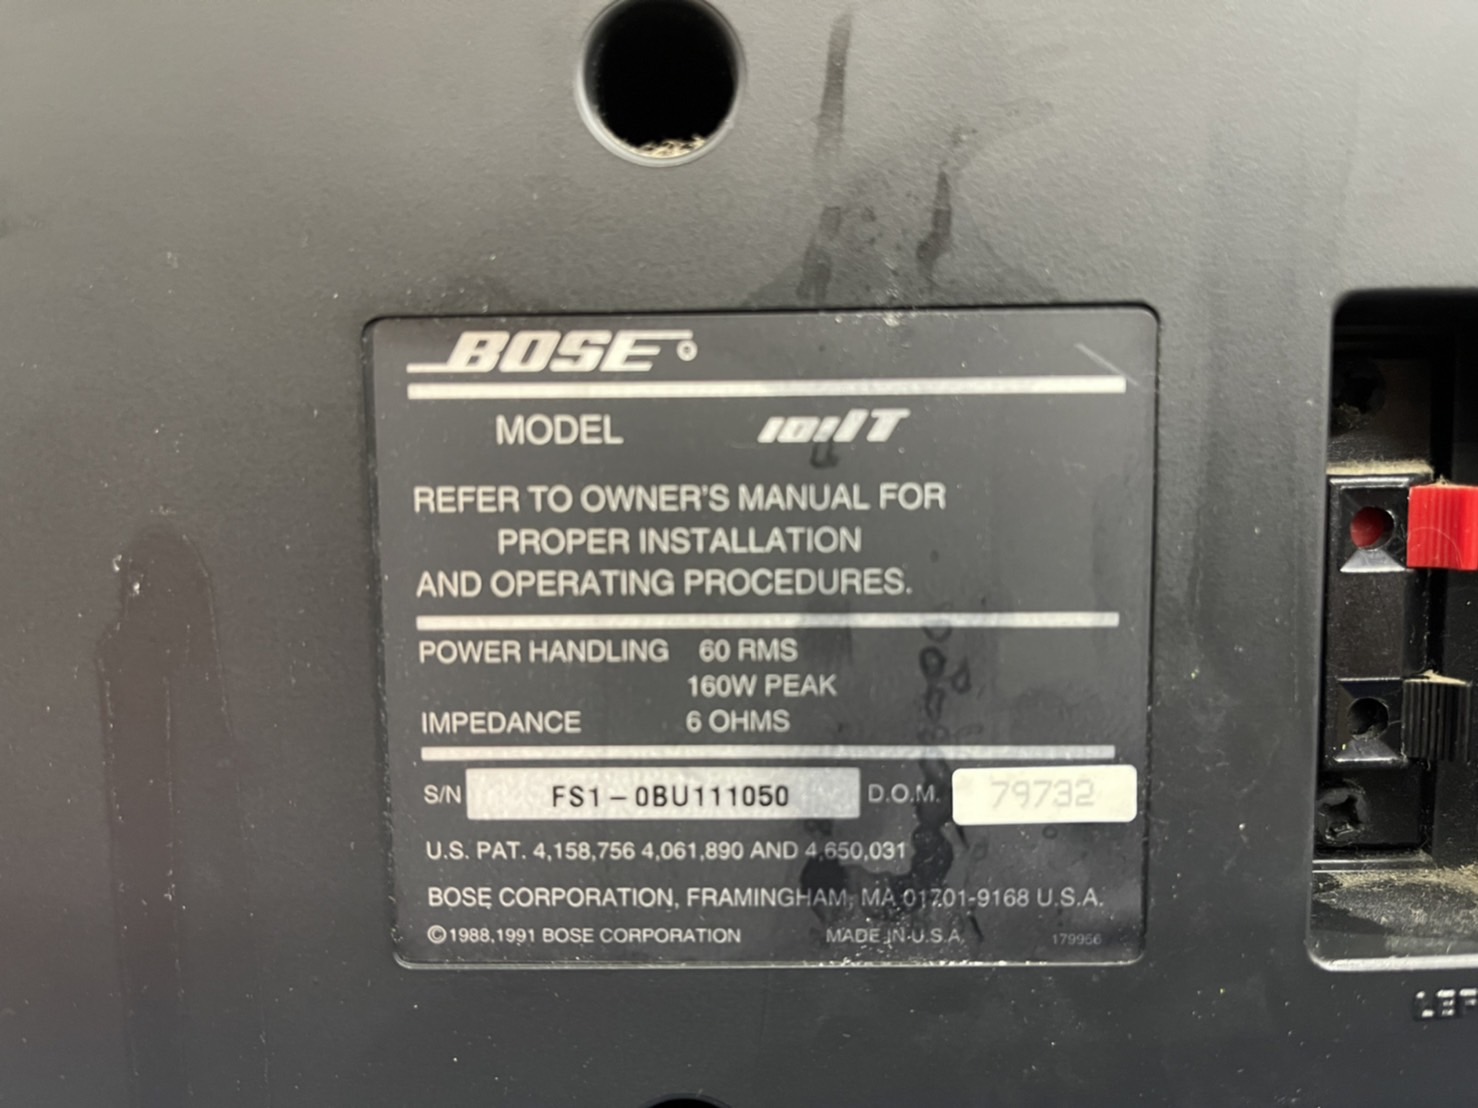 BOSE®
MODEL 101IT
REFER TO OWNER'S MANUAL FOR
PROPER INSTALLATION
AND OPERATING PROCEDURES.
POWER HANDLING 60 RMS
160W PEAK
IMPEDANCE 6 OHMS
S/N FS1-0BU111050 D.O.M. 79732
U.S. PAT. 4,158,756 4,061,890 AND 4,650,031
BOSE CORPORATION, FRAMINGHAM, MA 01701-9168 U.S.A.
©1988,1991 BOSE CORPORATION MADE IN U.S.A. 179956